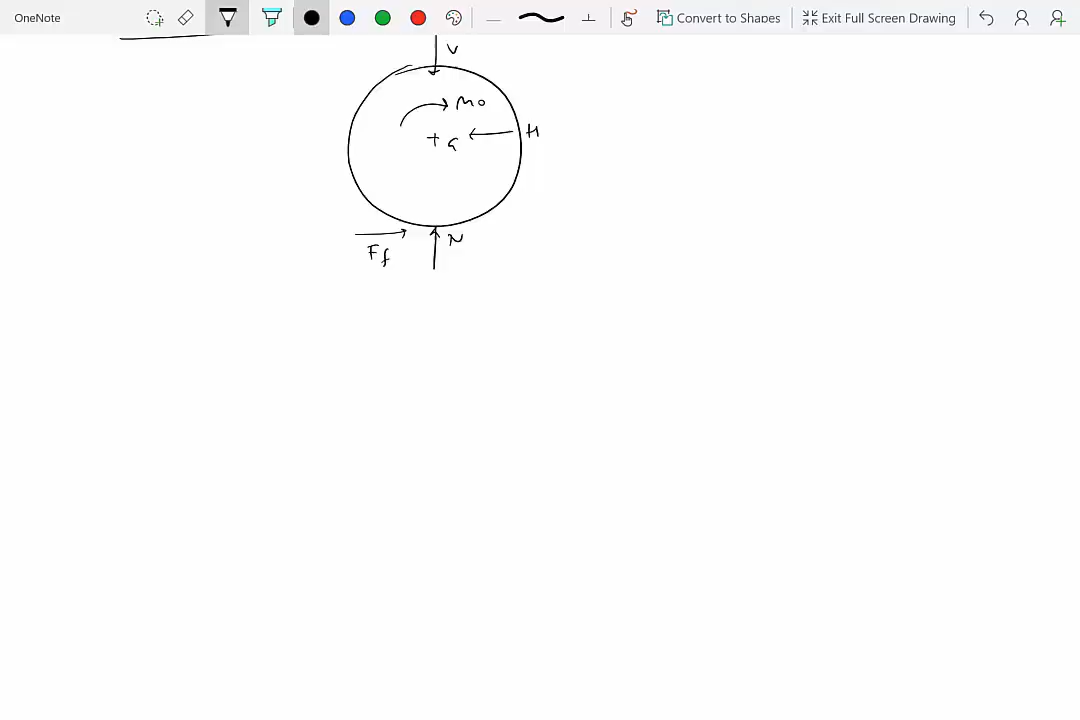 OneNote
Convert to Shapes
Exit Full Screen Drawing
V
Mo
H
+ G
N
Ff